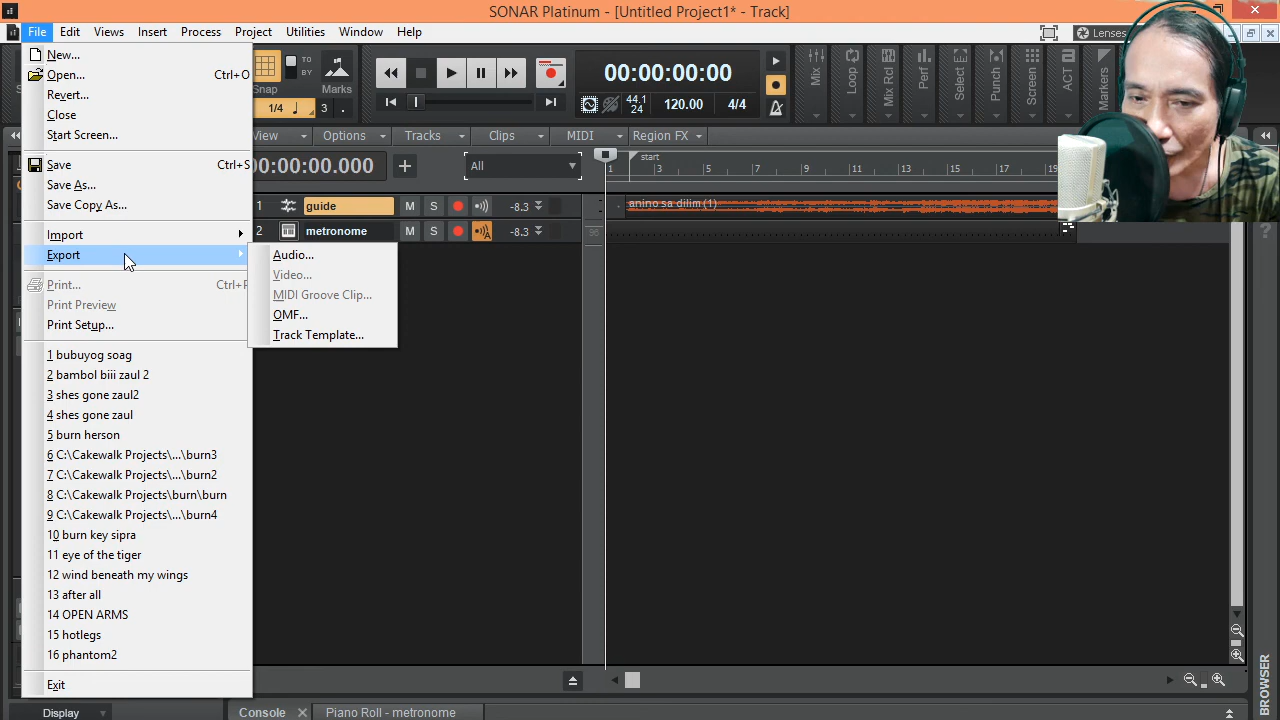 SONAR Platinum - [Untitled Project1* - Track]
File Edit Views Insert Process Project Utilities Window Help
Lenses
New...
Open... Ctrl+O
Revert...
Close
Start Screen...
Save Ctrl+S
Save As...
Save Copy As...
Import
Export
Print... Ctrl+P
Print Preview
Print Setup...
1 bubuyog soag
2 bambol biii zaul 2
3 shes gone zaul2
4 shes gone zaul
5 burn herson
6 C:\Cakewalk Projects\...\burn3
7 C:\Cakewalk Projects\...\burn2
8 C:\Cakewalk Projects\burn\burn
9 C:\Cakewalk Projects\...\burn4
10 burn key sipra
11 eye of the tiger
12 wind beneath my wings
13 after all
14 OPEN ARMS
15 hotlegs
16 phantom2
Exit
Audio...
Video...
MIDI Groove Clip...
OMF...
Track Template...
TO
BY
Snap
Marks
1/4
3
00:00:00:00
44.1
24
120.00
4/4
Mix
Loop
Mix Rcl
Perf
Select
Punch
Screen
ACT
Markers
View Options Tracks Clips MIDI Region FX
00:00:00.000
All
start
1 3 5 7 9 11 13 15 17 19
1 guide M S -8.3
anino sa dilim(1)
2 metronome M S -8.3
96
BROWSER
Display
Console
Piano Roll - metronome